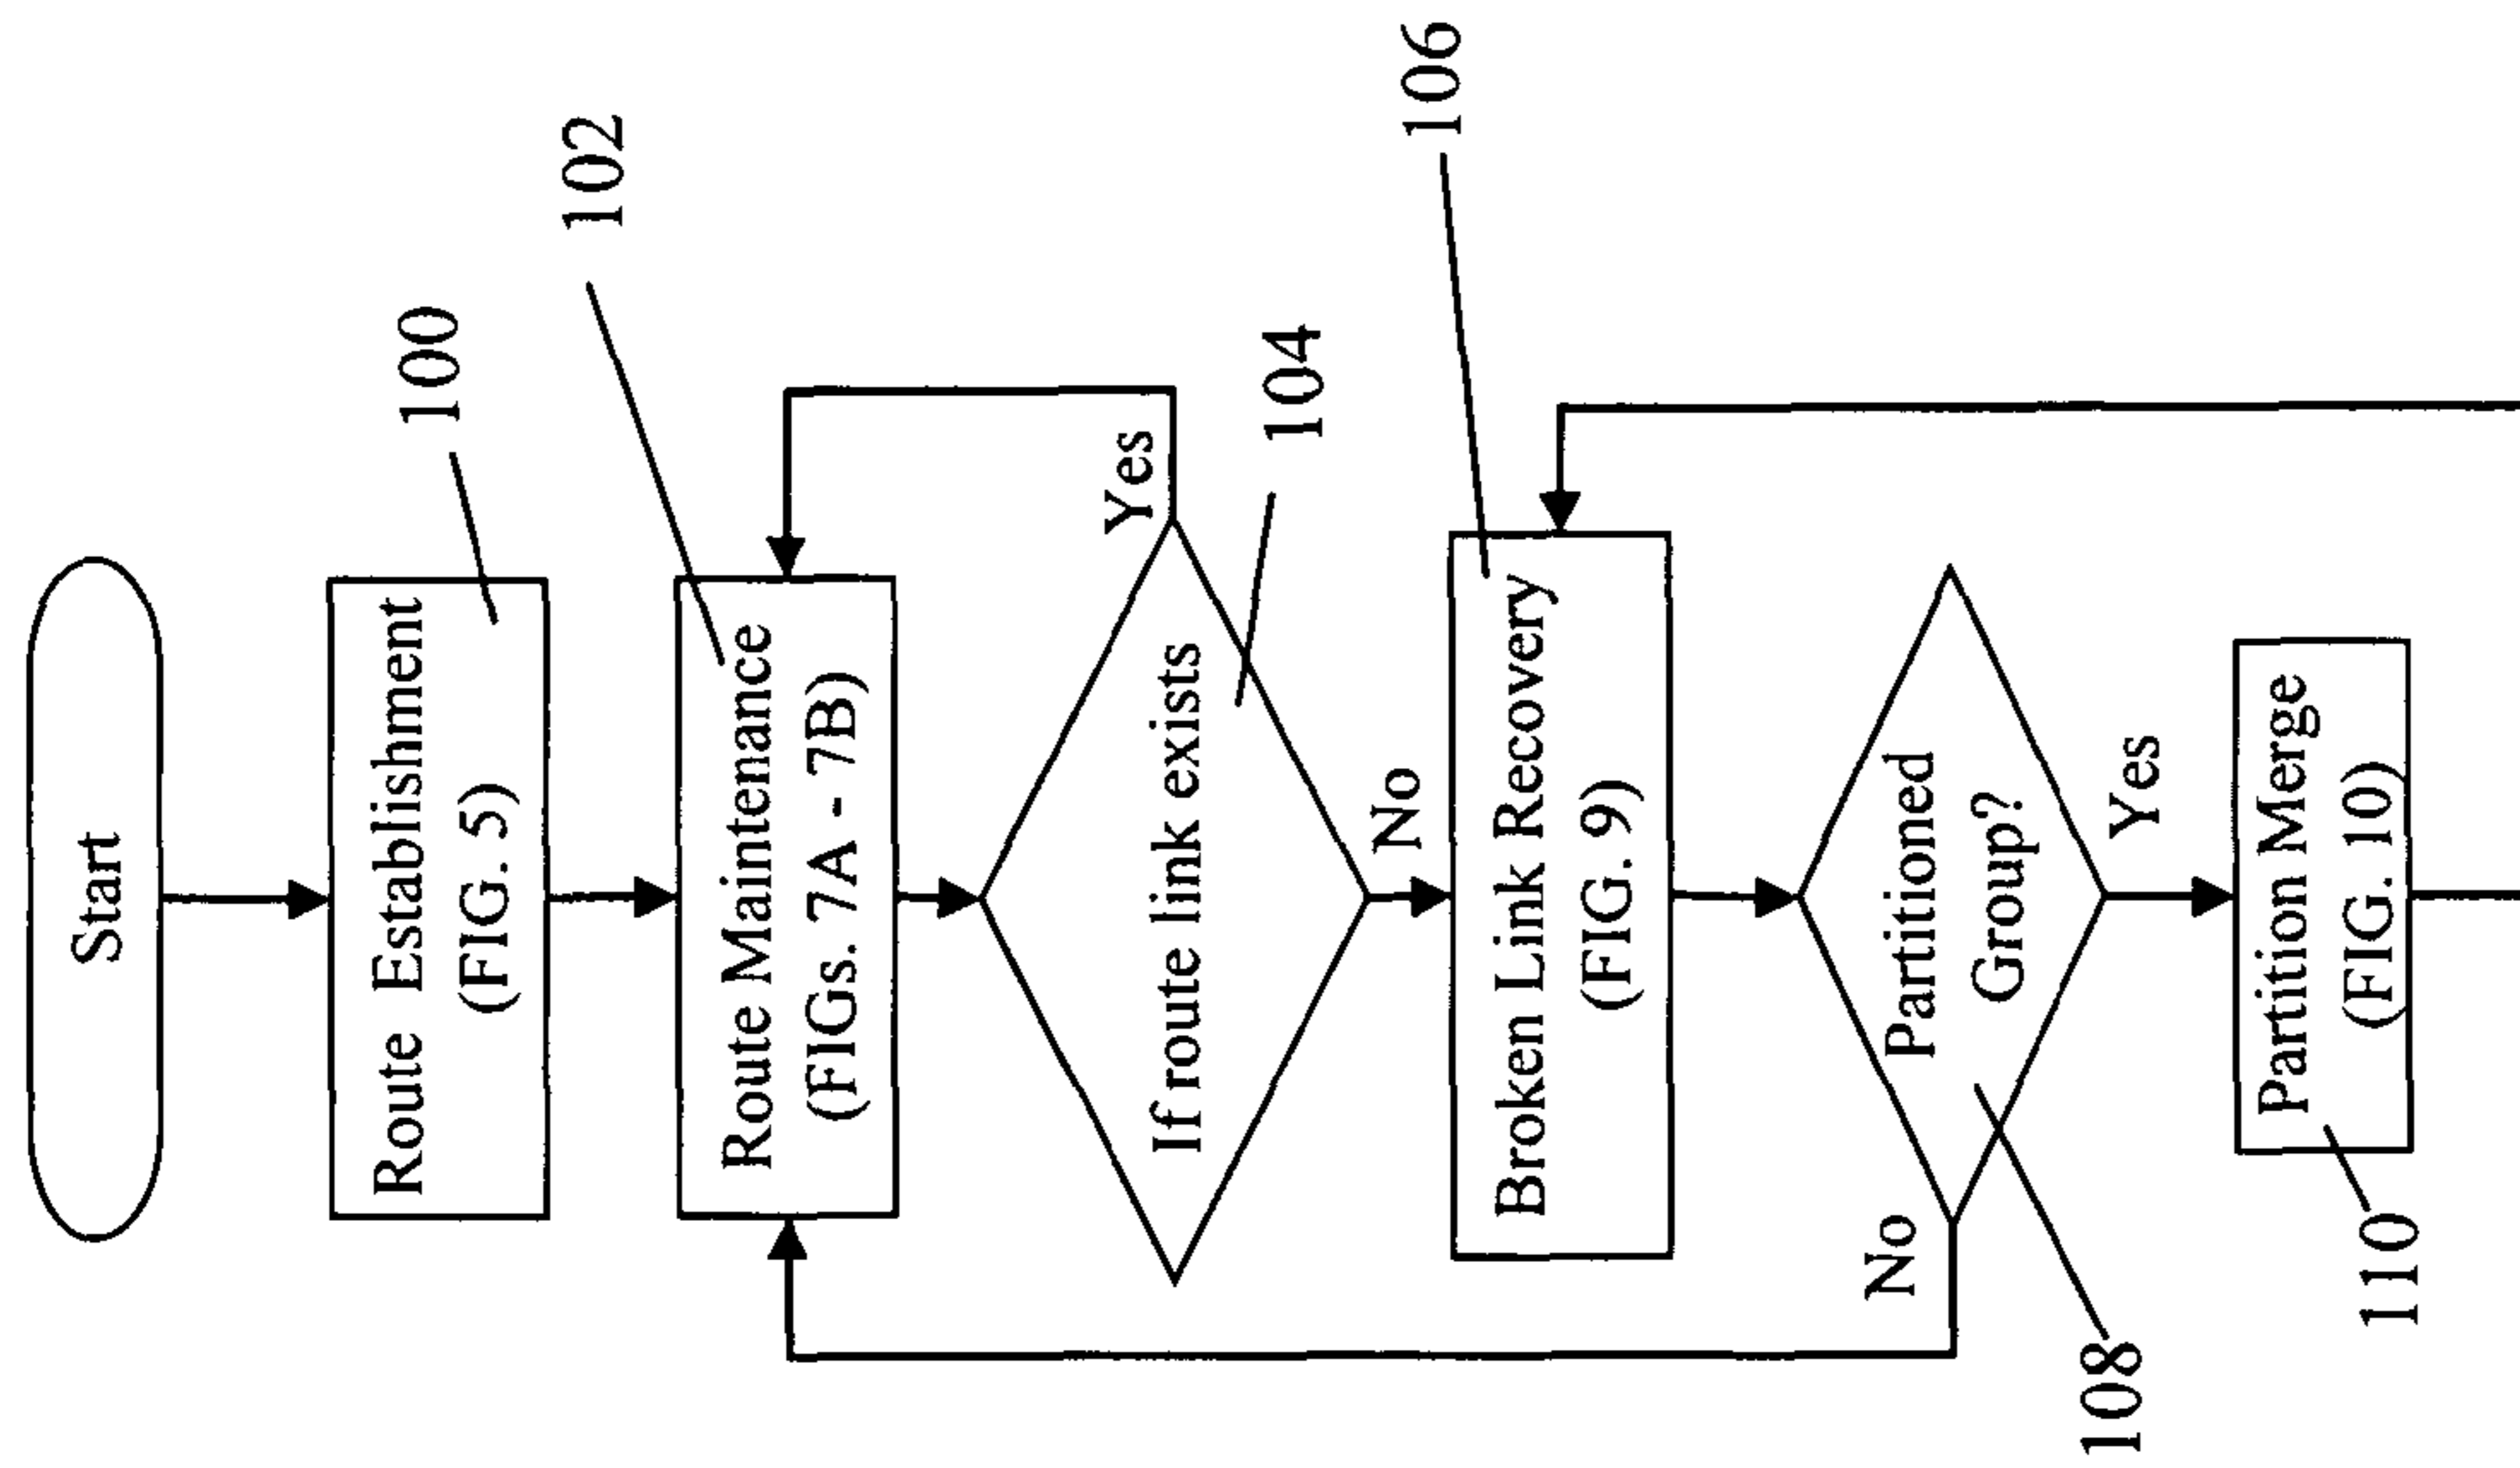 Start
100
Route Establishment
(FIG. 5)
102
Route Maintenance
(FIGs. 7A - 7B)
Yes
104
If route link exists
No
106
Broken Link Recovery
(FIG. 9)
Partitioned
Group?
No
108
Yes
Partition Merge
(FIG. 10)
110